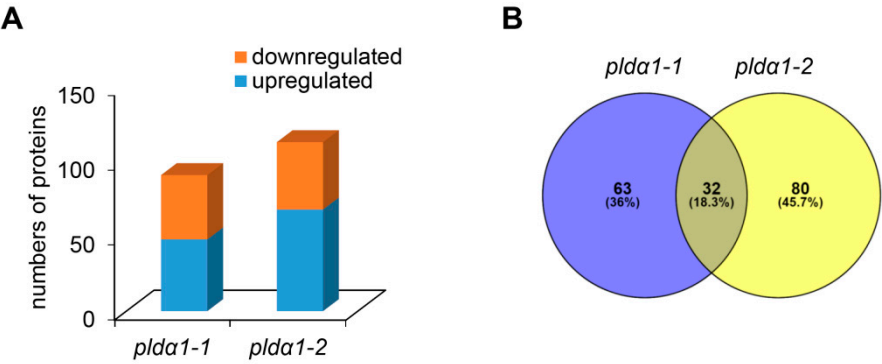 A
downregulated
upregulated
numbers of proteins
150
100
50
0
pldα1-1
pldα1-2
B
pldα1-1
pldα1-2
63
(36%)
32
(18.3%)
80
(45.7%)